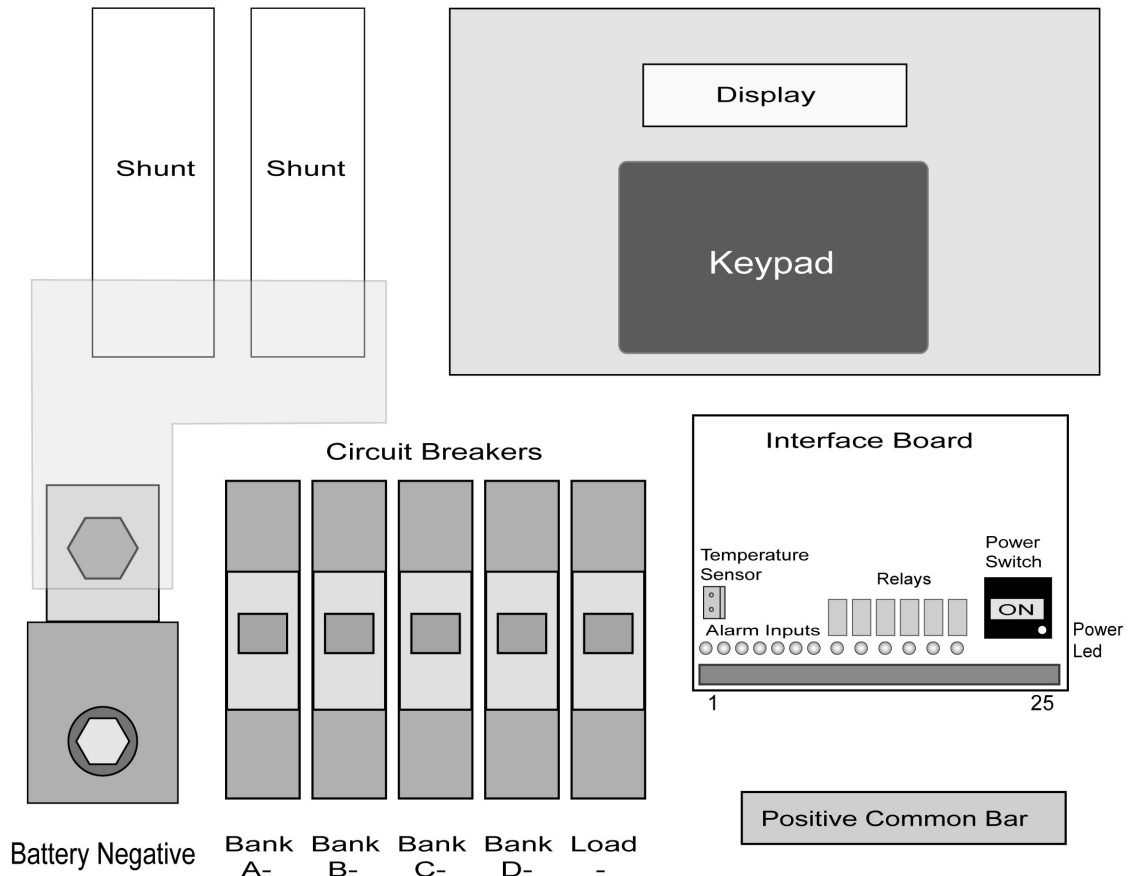 Shunt
Shunt
Display
Keypad
Circuit Breakers
Interface Board
Temperature
Sensor
Alarm Inputs
Relays
Power
Switch
ON
Power
Led
1
25
Positive Common Bar
Battery Negative
Bank
A-
Bank
B-
Bank
C-
Bank
D-
Load
-